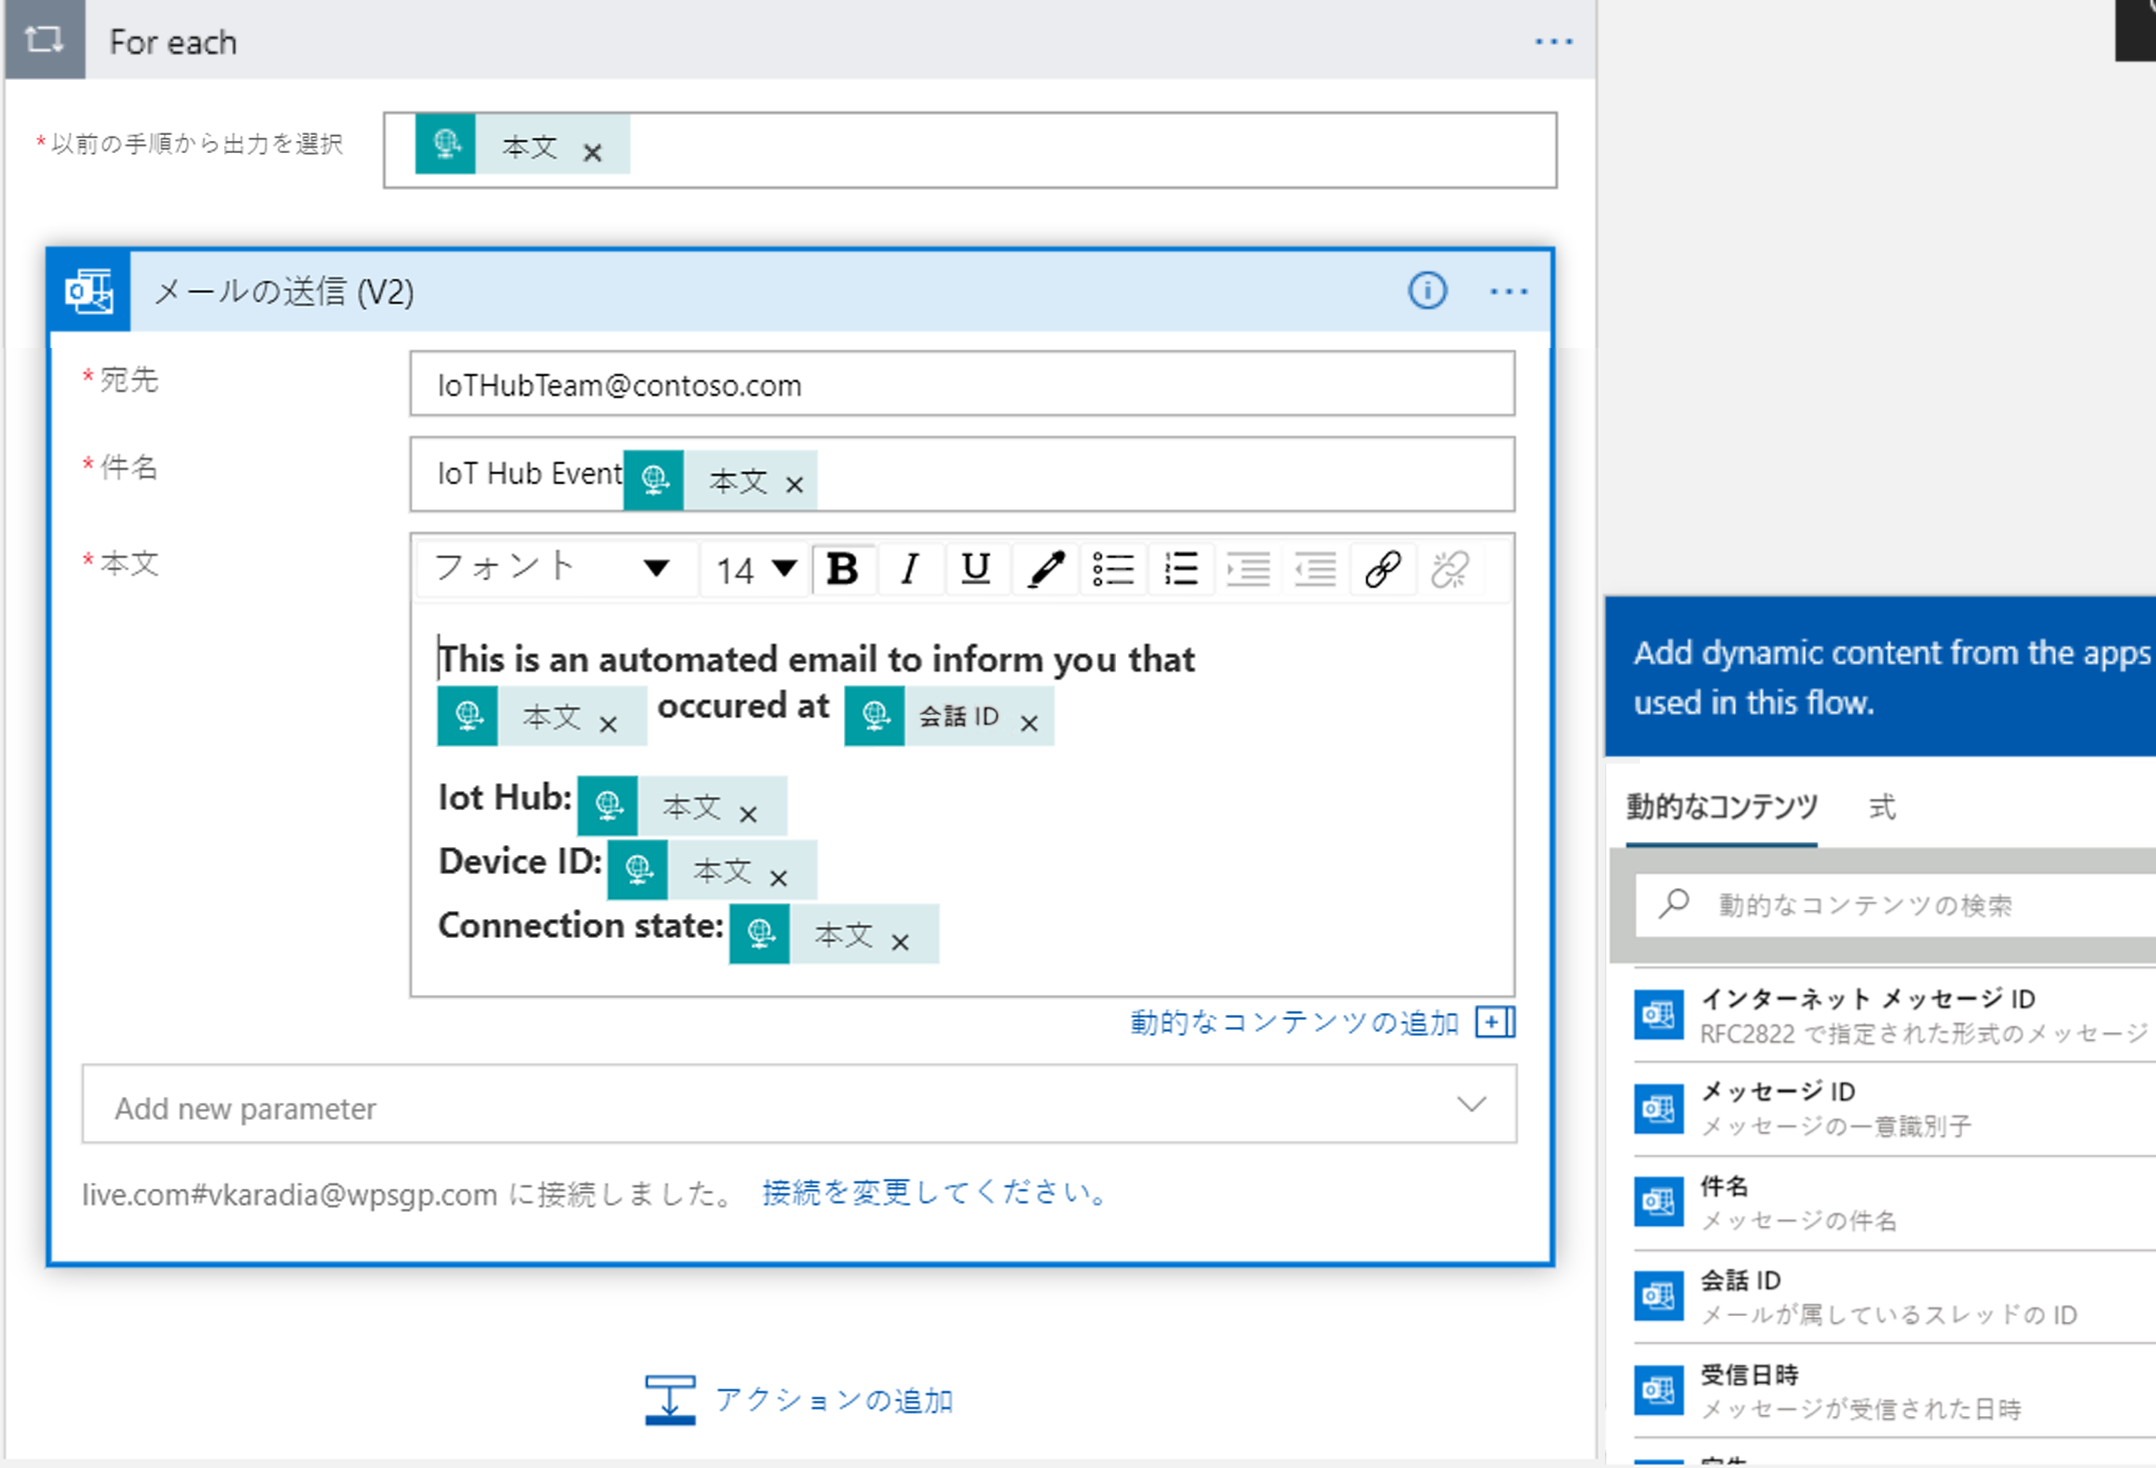 For each
*以前の手順から出力を選択
本文 ×
メールの送信 (V2)
*宛先
IoTHubTeam@contoso.com
*件名
IoT Hub Event 本文 ×
*本文
フォント 14 B I U
This is an automated email to inform you that
本文 × occured at 会話 ID ×
Iot Hub: 本文 ×
Device ID: 本文 ×
Connection state: 本文 ×
動的なコンテンツの追加
Add new parameter
live.com#vkaradia@wpsgp.com に接続しました。 接続を変更してください。
アクションの追加
Add dynamic content from the apps
used in this flow.
動的なコンテンツ 式
動的なコンテンツの検索
インターネット メッセージ ID
RFC2822 で指定された形式のメッセージ
メッセージ ID
メッセージの一意識別子
件名
メッセージの件名
会話 ID
メールが属しているスレッドの ID
受信日時
メッセージが受信された日時